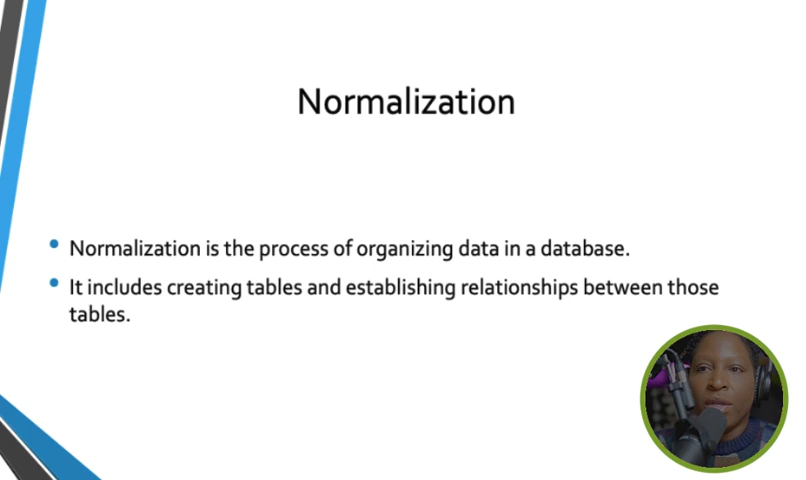 Normalization
Normalization is the process of organizing data in a database.
It includes creating tables and establishing relationships between those
tables.